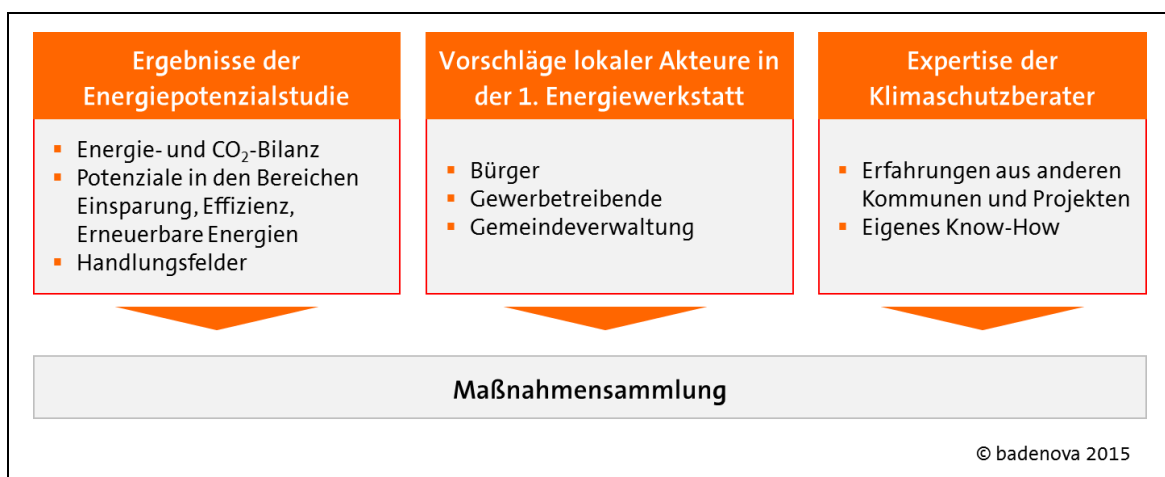 Ergebnisse der
Energiepotenzialstudie
▪ Energie- und CO₂-Bilanz
▪ Potenziale in den Bereichen
Einsparung, Effizienz,
Erneuerbare Energien
▪ Handlungsfelder
Vorschläge lokaler Akteure in
der 1. Energiewerkstatt
▪ Bürger
▪ Gewerbetreibende
▪ Gemeindeverwaltung
Expertise der
Klimaschutzberater
▪ Erfahrungen aus anderen
Kommunen und Projekten
▪ Eigenes Know-How
Maßnahmensammlung
© badenova 2015